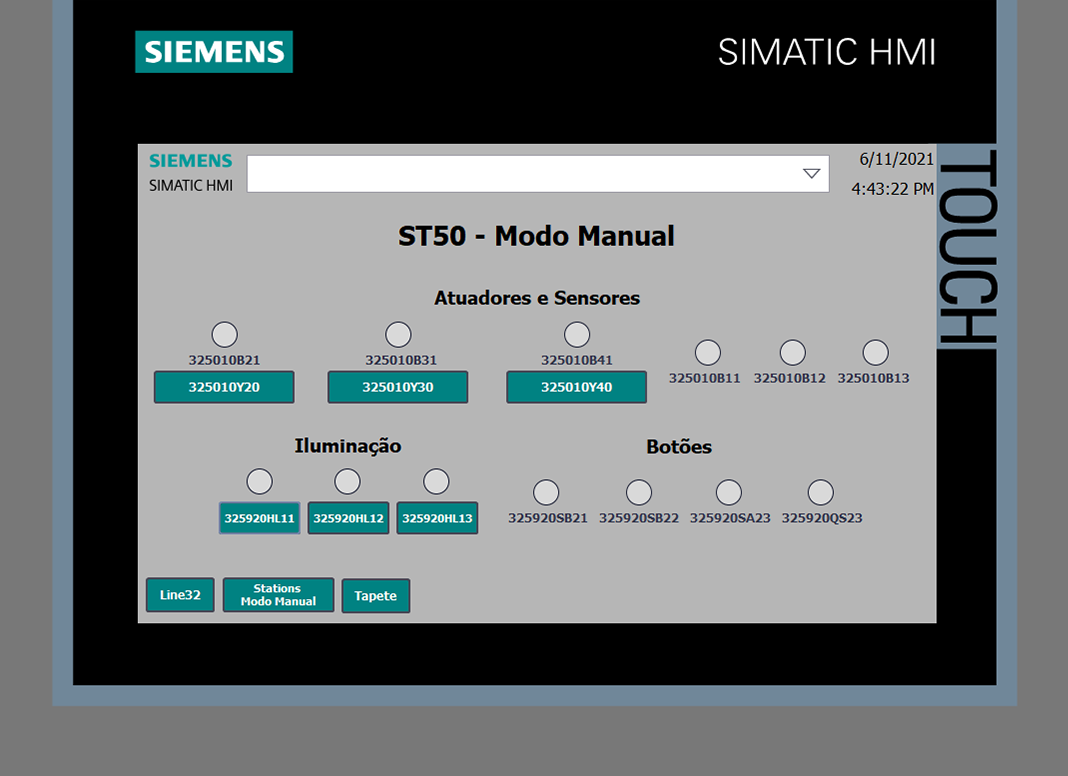 SIEMENS
SIMATIC HMI
TOUCH
SIEMENS
SIMATIC HMI
6/11/2021
4:43:22 PM
ST50 - Modo Manual
Atuadores e Sensores
325010B21
325010Y20
325010B31
325010Y30
325010B41
325010Y40
325010B11
325010B12
325010B13
Iluminação
325920HL11
325920HL12
325920HL13
Botões
325920SB21
325920SB22
325920SA23
325920QS23
Line32
Stations
Modo Manual
Tapete